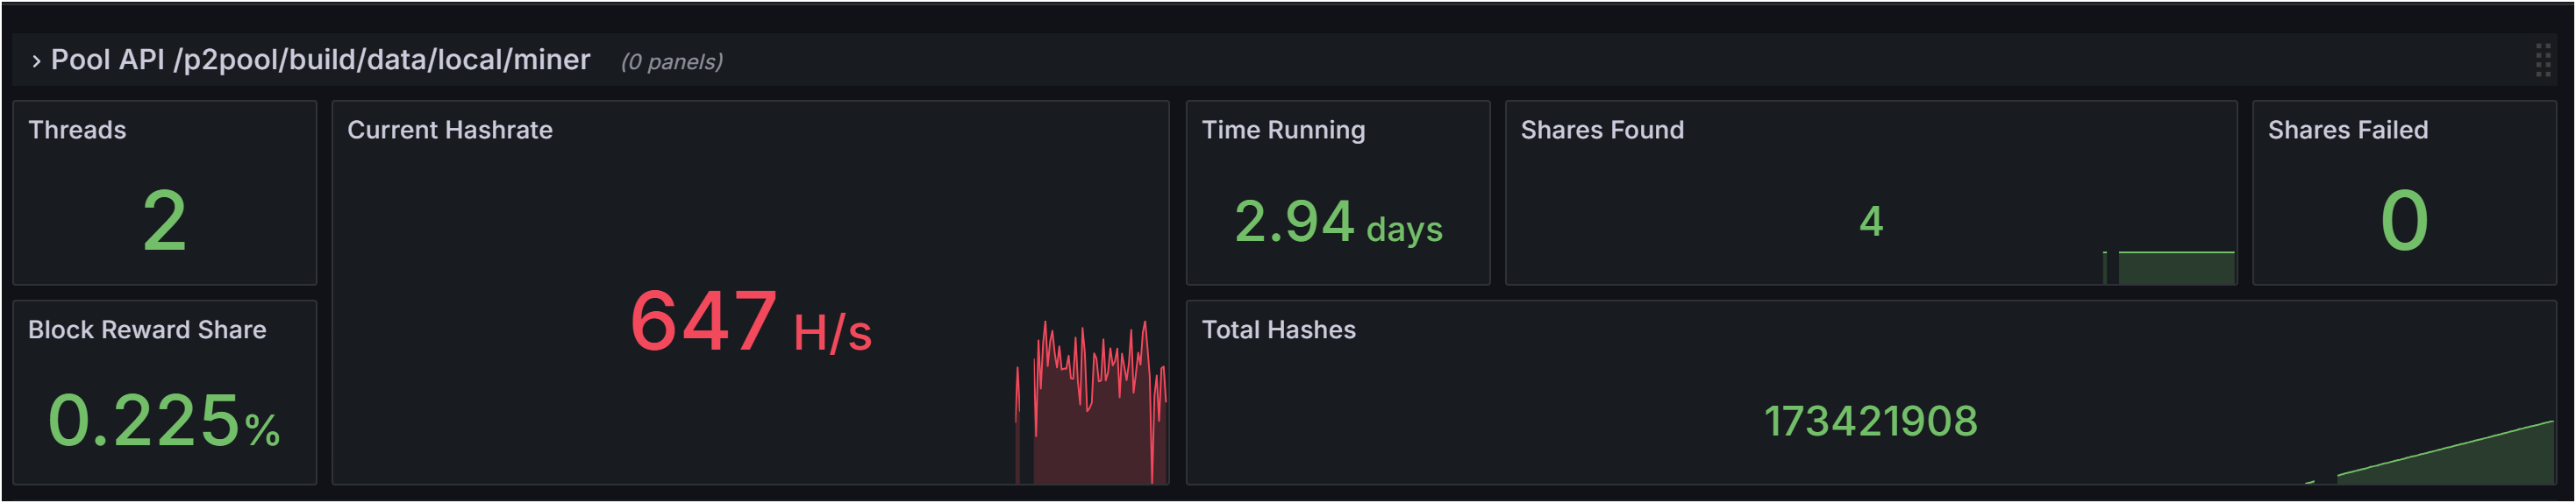 Pool API /p2pool/build/data/local/miner (0 panels)
Threads
2
Current Hashrate
647 H/s
Time Running
2.94 days
Shares Found
4
Shares Failed
0
Block Reward Share
0.225%
Total Hashes
173421908